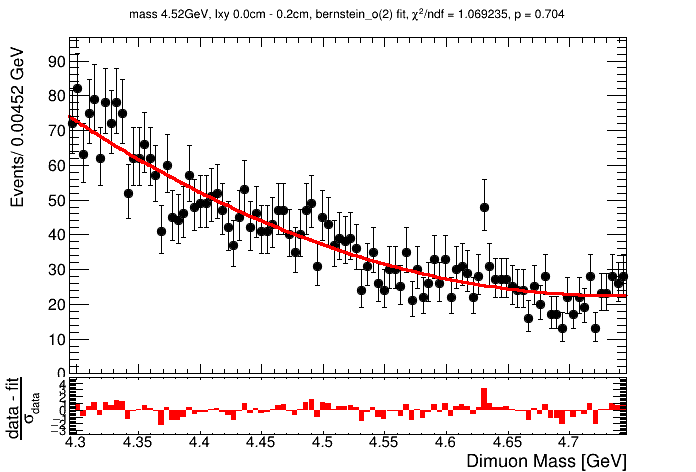 mass 4.52GeV, lxy 0.0cm - 0.2cm, bernstein_o(2) fit, χ²/ndf = 1.069235, p = 0.704
Events/ 0.00452 GeV
90
80
70
60
50
40
30
20
10
0
data - fit
σdata
4
2
0
4.3 4.35 4.4 4.45 4.5 4.55 4.6 4.65 4.7
Dimuon Mass [GeV]